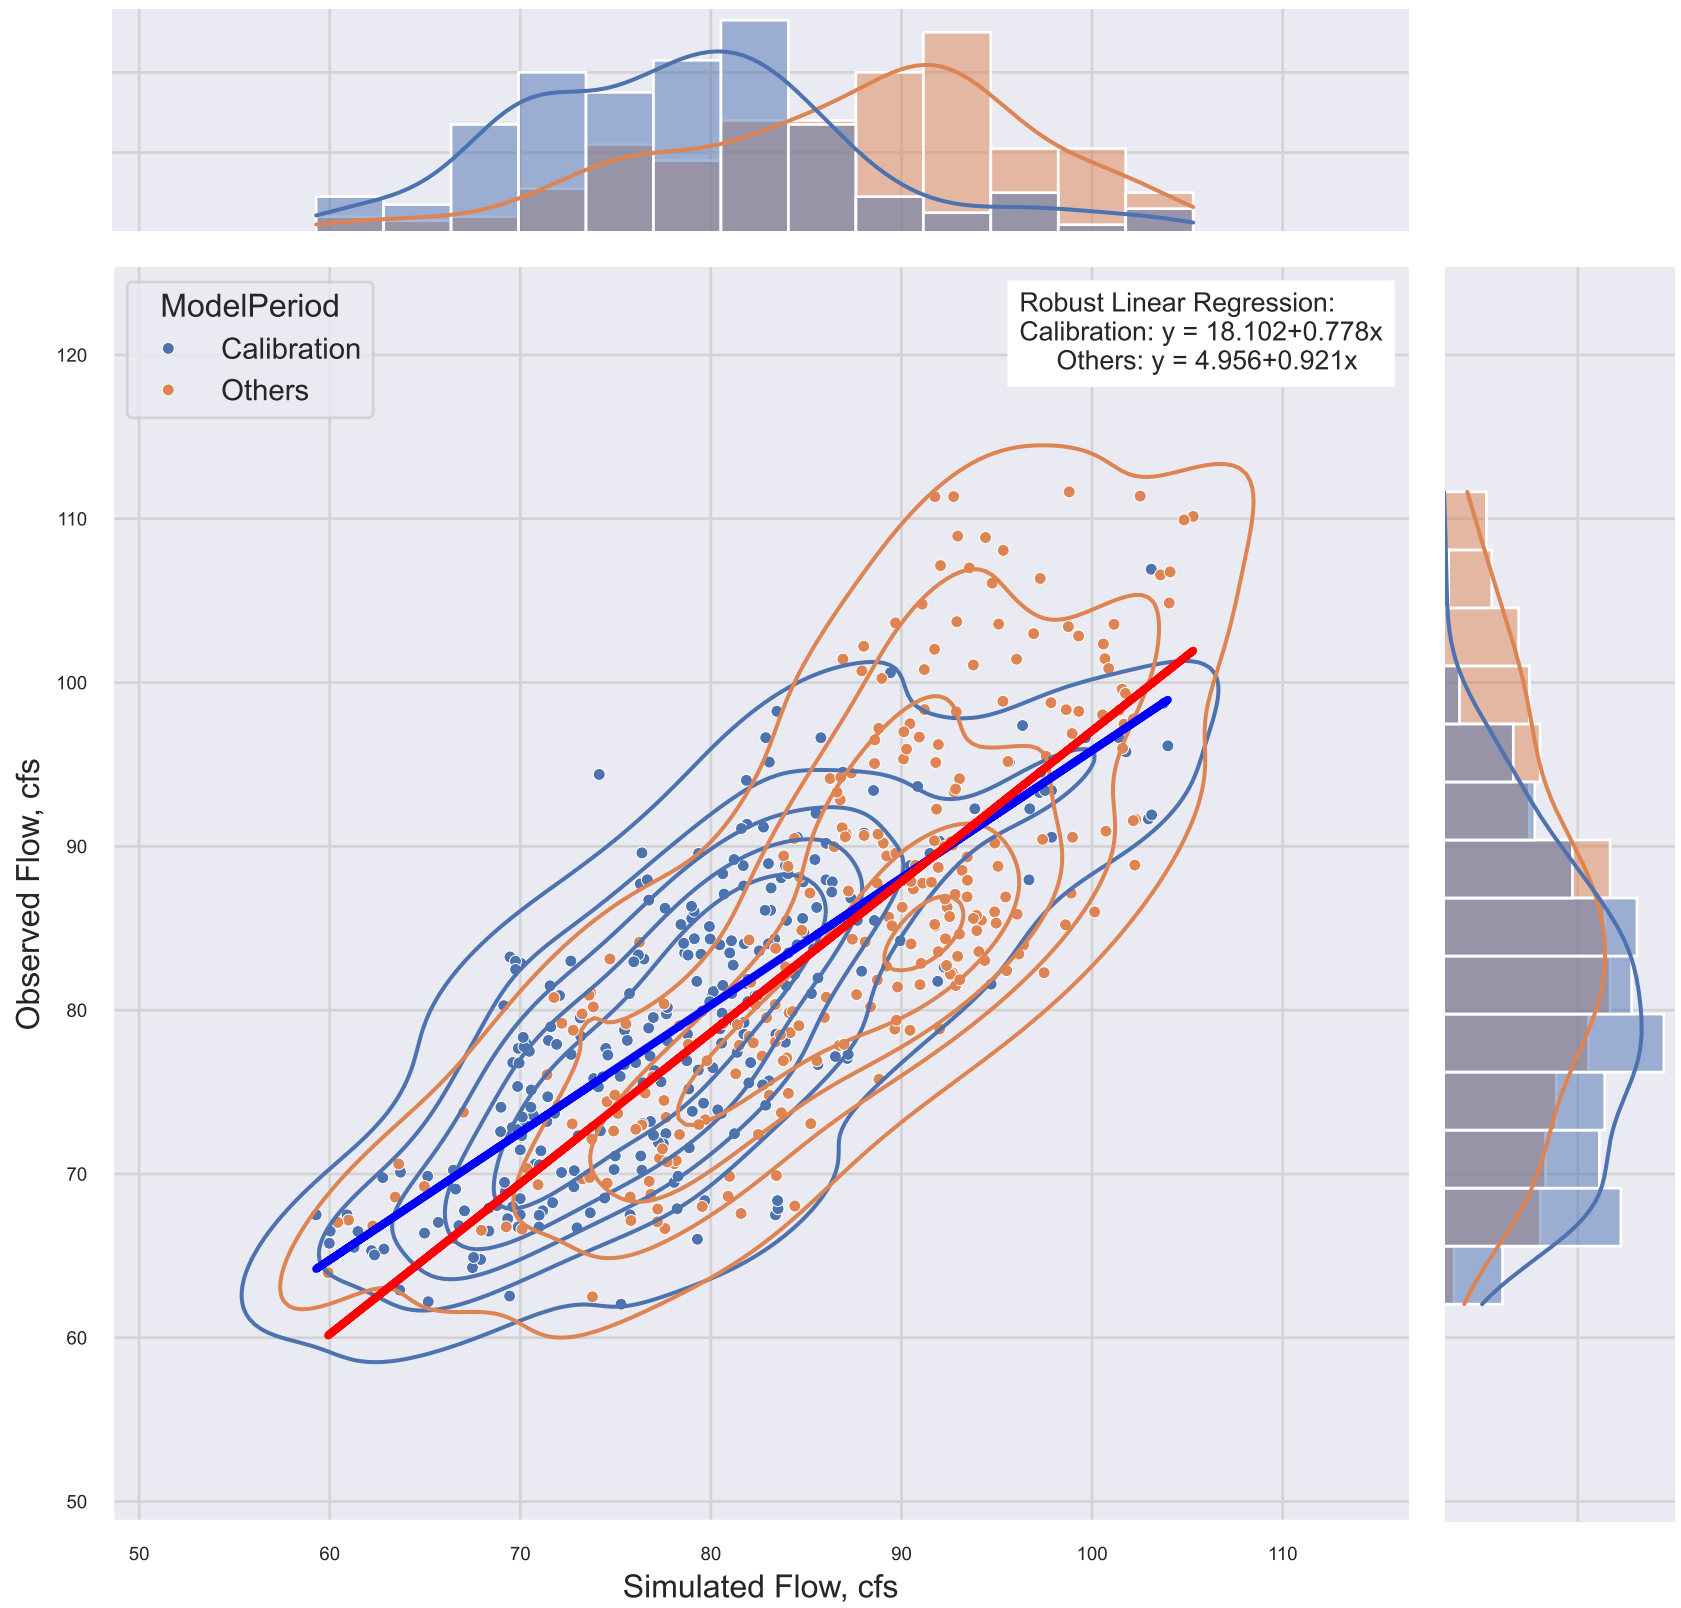 ModelPeriod
Calibration
Others
Robust Linear Regression:
Calibration: y = 18.102+0.778x
Others: y = 4.956+0.921x
120
110
100
90
80
70
60
50
Observed Flow, cfs
50 60 70 80 90 100 110
Simulated Flow, cfs